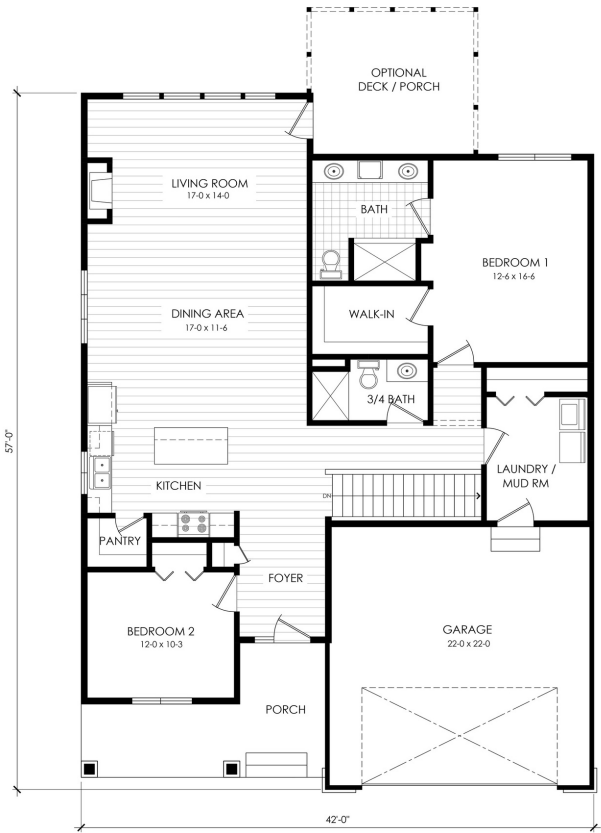 OPTIONAL
DECK / PORCH
LIVING ROOM
17-0 x 14-0
BATH
BEDROOM 1
12-6 x 16-6
DINING AREA
17-0 x 11-6
WALK-IN
3/4 BATH
57'-0"
LAUNDRY /
MUD RM
KITCHEN
DN
PANTRY
FOYER
BEDROOM 2
12-0 x 10-3
GARAGE
22-0 x 22-0
PORCH
42'-0"